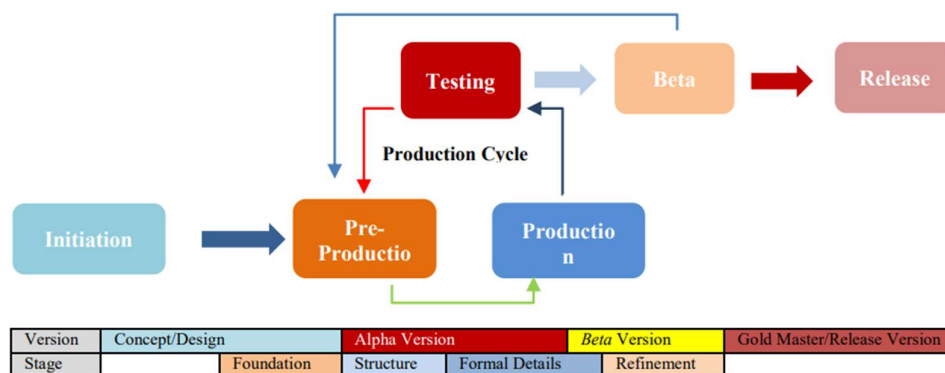 Testing
Beta
Release
Production Cycle
Initiation
Pre-
Productio
Productio
n
Version Concept/Design Alpha Version Beta Version Gold Master/Release Version
Stage Foundation Structure Formal Details Refinement